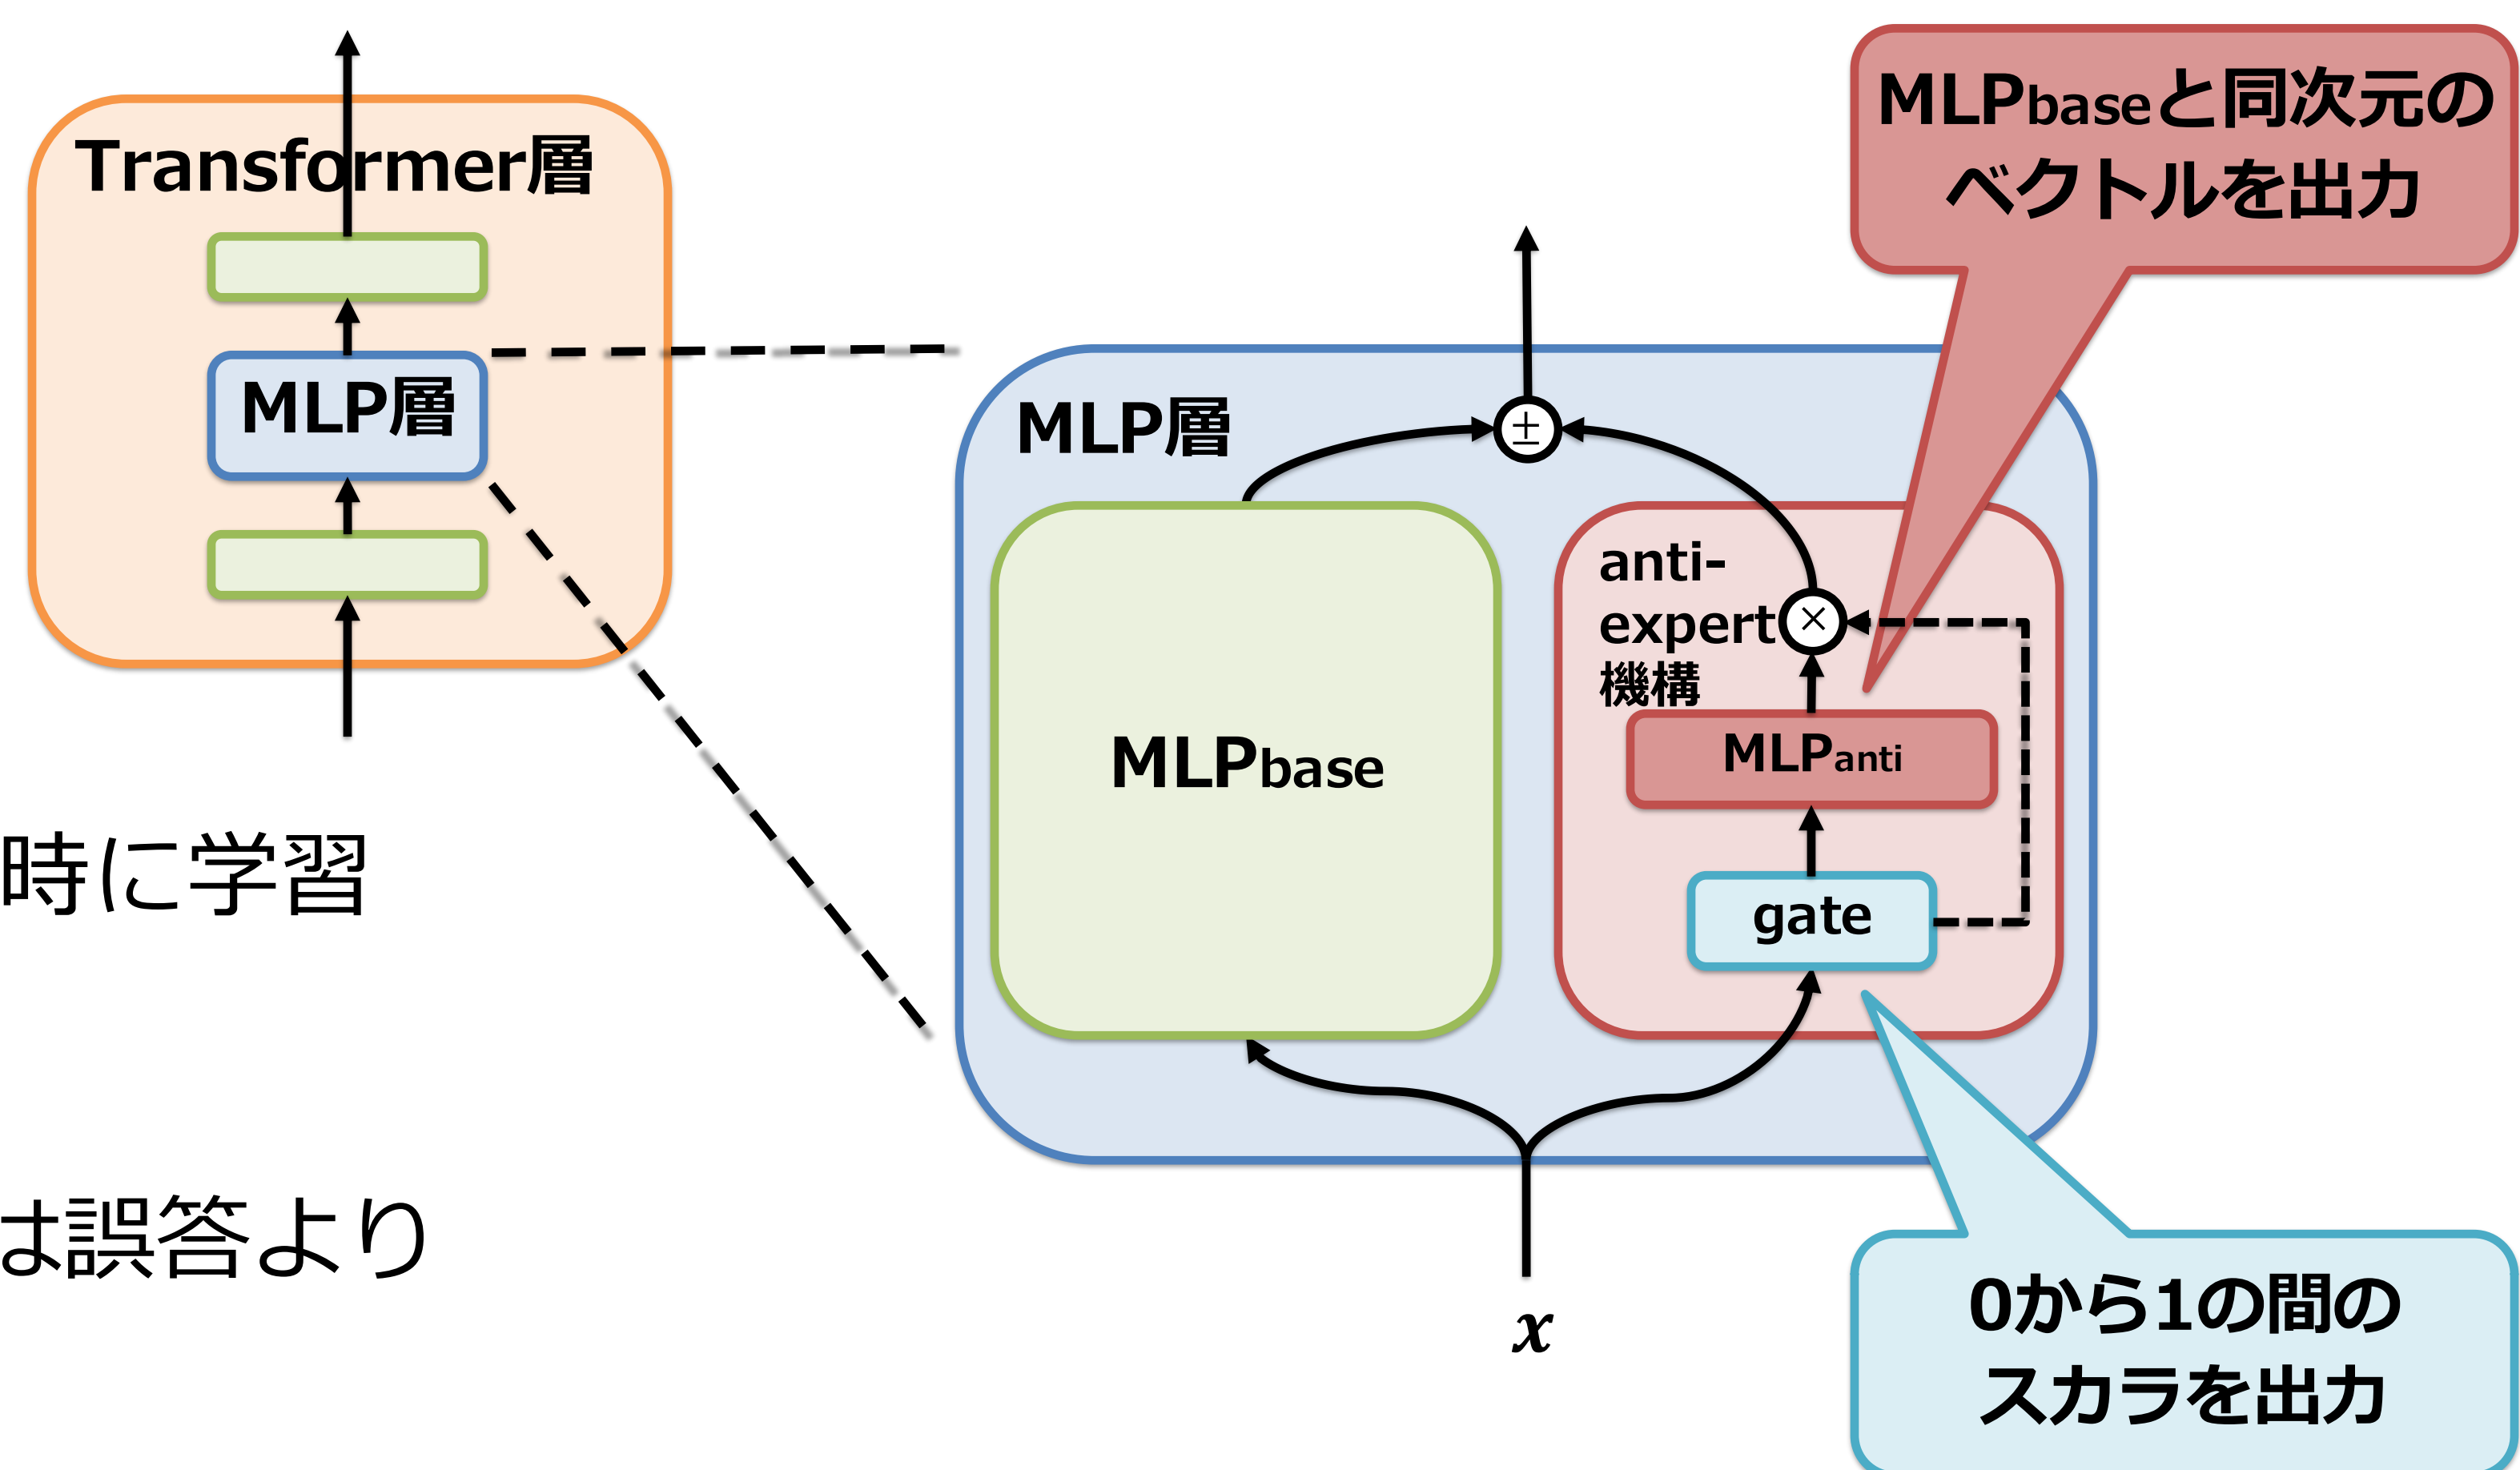 Transformer層
MLP層
時に学習
は誤答より
MLPbaseと同次元の
ベクトルを出力
MLP層
±
anti-
expert
機構
×
MLPbase
MLPanti
gate
x
0から1の間の
スカラを出力